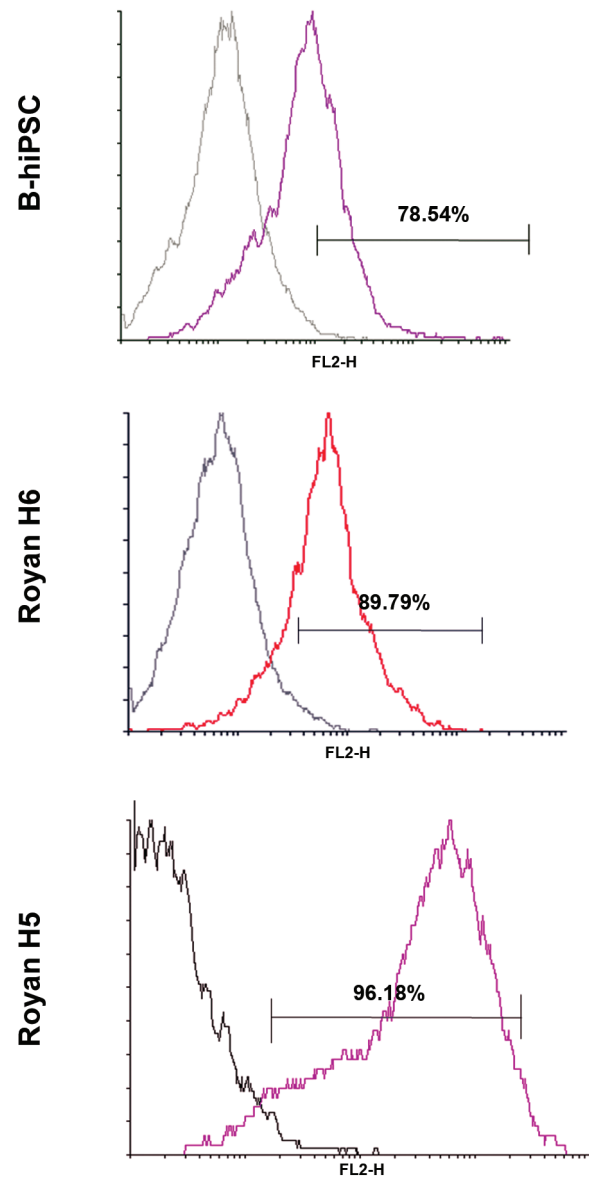 B-hiPSC
78.54%
FL2-H
Royan H6
89.79%
FL2-H
Royan H5
96.18%
FL2-H